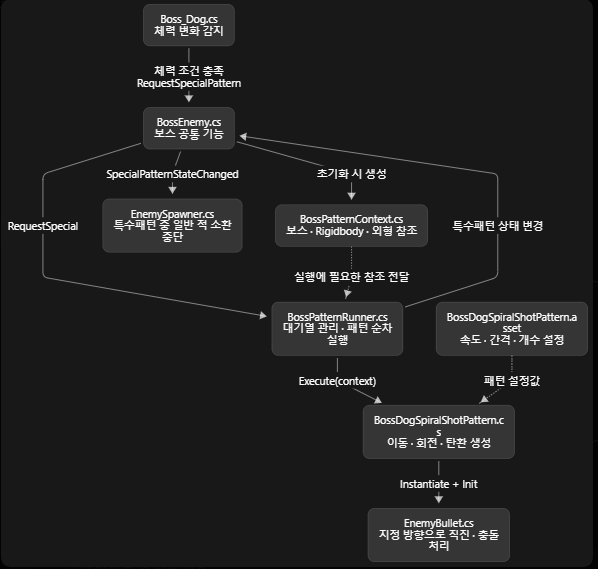 Boss_Dog.cs
체력 변화 감지
체력 조건 충족
RequestSpecialPattern
BossEnemy.cs
보스 공통 기능
SpecialPatternStateChanged
초기화 시 생성
EnemySpawner.cs
특수패턴 중 일반 적 소환
중단
BossPatternContext.cs
보스 · Rigidbody · 외형 참조
RequestSpecial
특수패턴 상태 변경
실행에 필요한 참조 전달
BossPatternRunner.cs
대기열 관리 · 패턴 순차
실행
BossDogSpiralShotPattern.a
sset
속도 · 간격 · 개수 설정
Execute(context)
패턴 설정값
BossDogSpiralShotPattern.c
s
이동 · 회전 · 탄환 생성
Instantiate + Init
EnemyBullet.cs
지정 방향으로 직진 · 충돌
처리